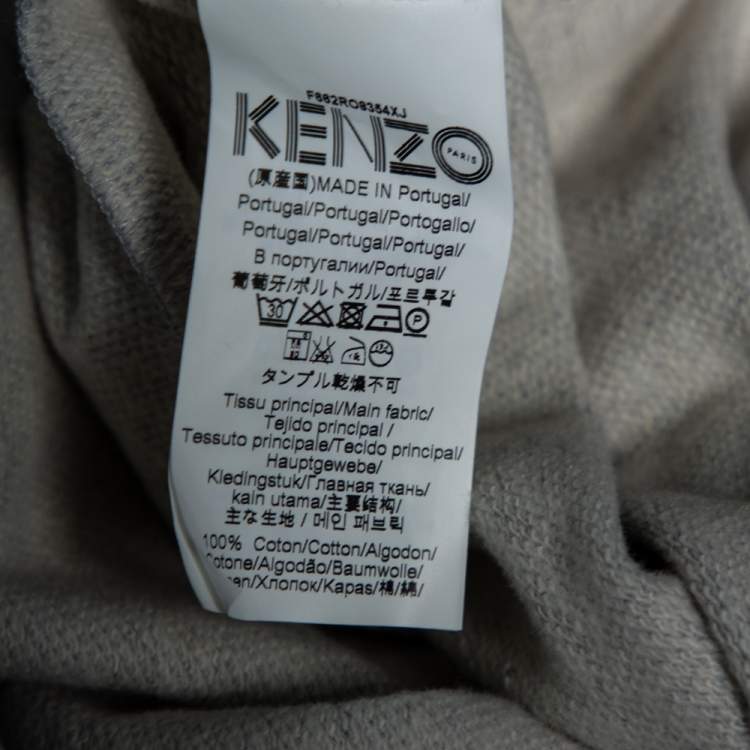 F662RO9354XJ
KENZO PARIS
(原産国)MADE IN Portugal/
Portugal/Portugal/Portogallo/
Portugal/Portugal/Portugal/
В португалии/Portugal/
葡萄牙/ポルトガル/포르투갈
30
タンブル乾燥不可
Tissu principal/Main fabric/
Tejido principal /
Tessuto principale/Tecido principal/
Hauptgewebe/
Kledingstuk/Главная ткань/
kain utama/主要结构/
主な生地 / 메인 패브릭
100% Coton/Cotton/Algodon/
Cotone/Algodão/Baumwolle/
/Хлопок/Kapas/棉/綿/